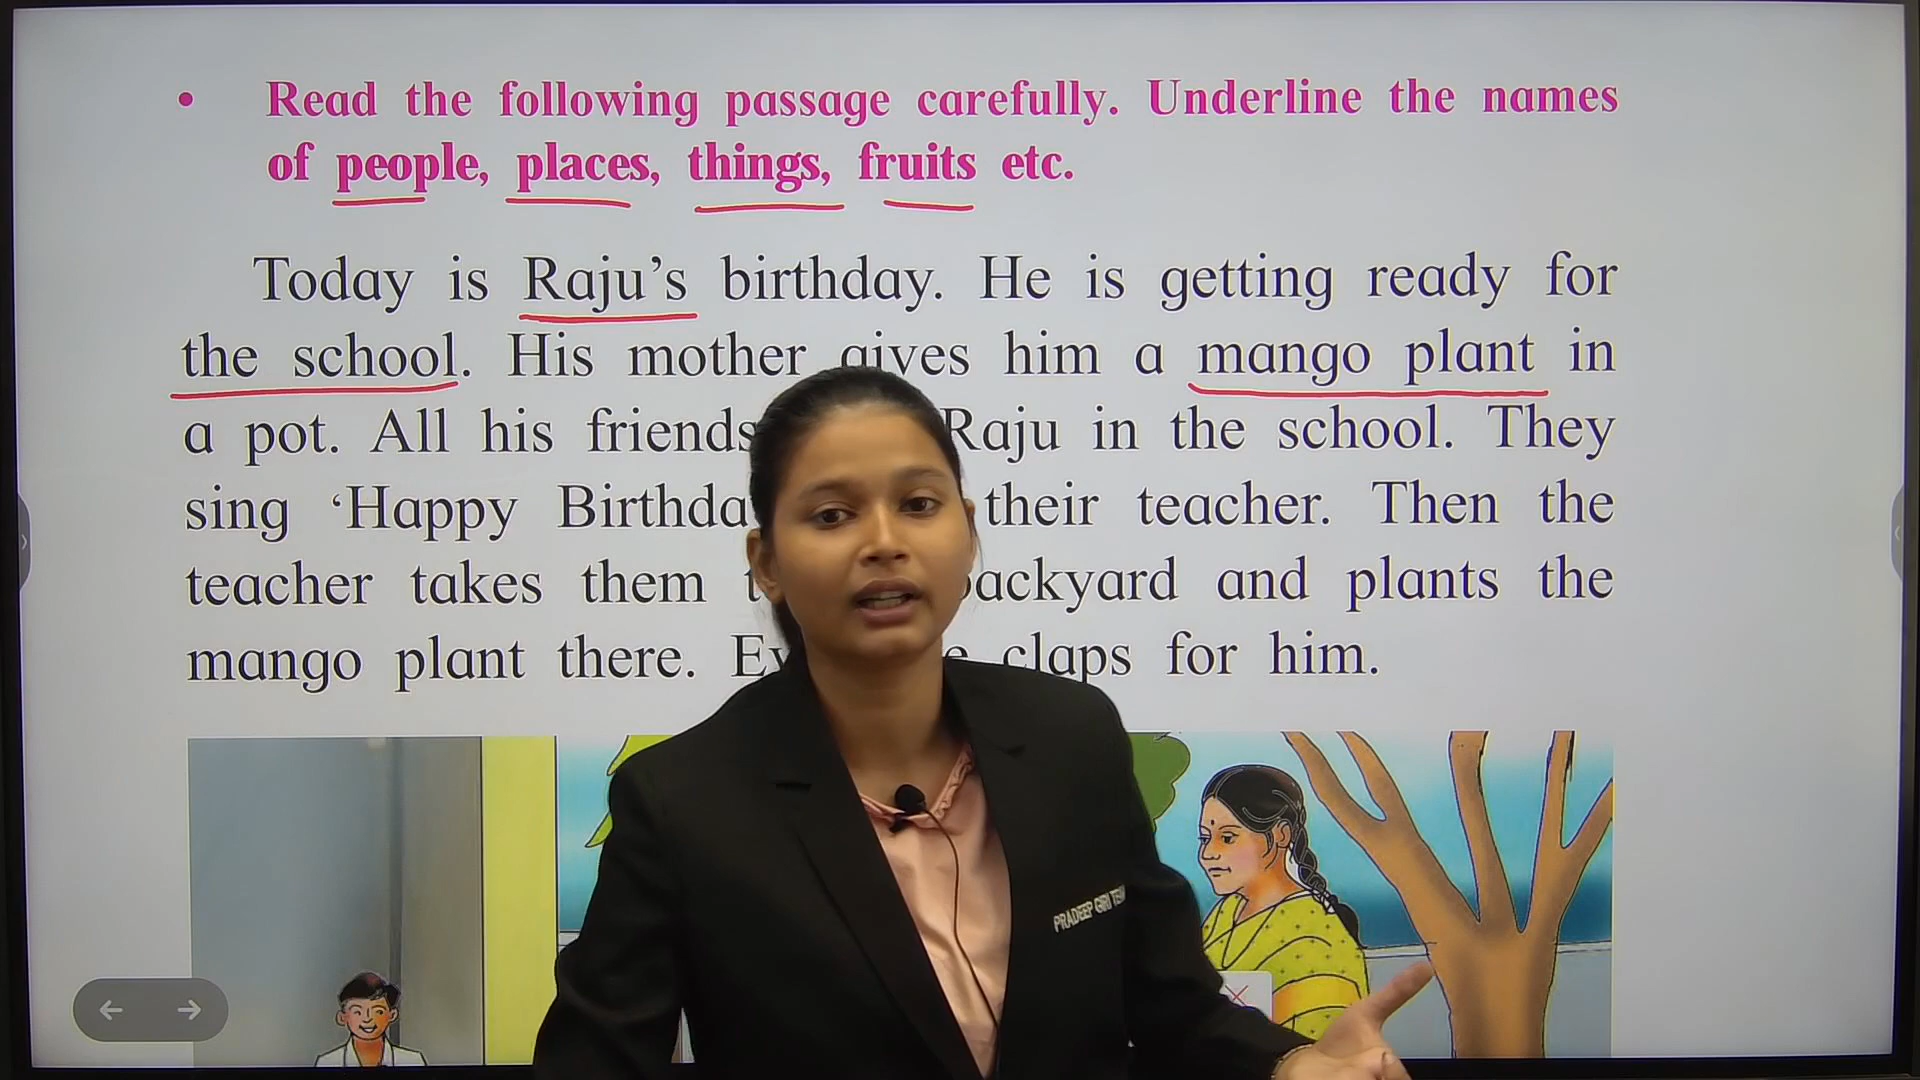 • Read the following passage carefully. Underline the names
of people, places, things, fruits etc.
Today is Raju’s birthday. He is getting ready for
the school. His mother gives him a mango plant in
a pot. All his friends Raju in the school. They
sing ‘Happy their teacher. Then the
teacher takes them backyard and plants the
mango plant there. claps for him.
PRADEEP GIRI